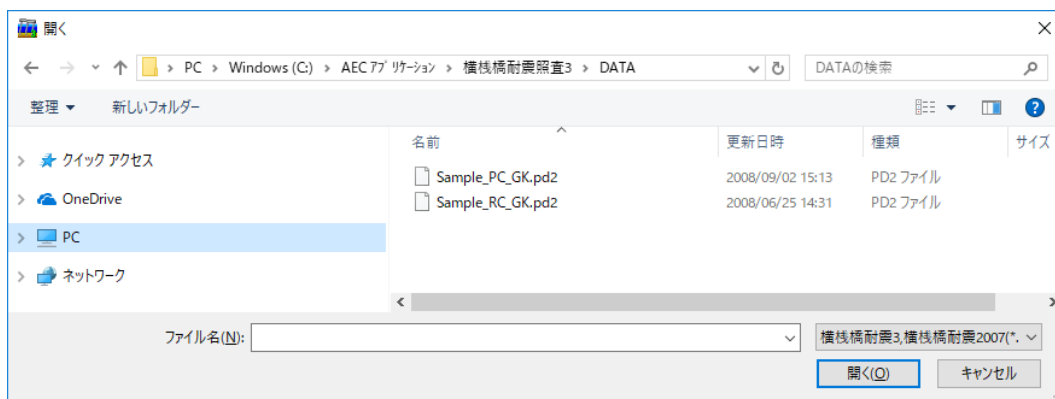 開く
PC > Windows (C:) > AEC ｱﾌﾟﾘｹｰｼｮﾝ > 横桟橋耐震照査3 > DATA DATAの検索
整理 新しいフォルダー
名前 更新日時 種類 サイズ
クイック アクセス
Sample_PC_GK.pd2 2008/09/02 15:13 PD2 ファイル
OneDrive
Sample_RC_GK.pd2 2008/06/25 14:31 PD2 ファイル
PC
ネットワーク
ファイル名(N): 横桟橋耐震3,横桟橋耐震2007(*.
開く(O) キャンセル